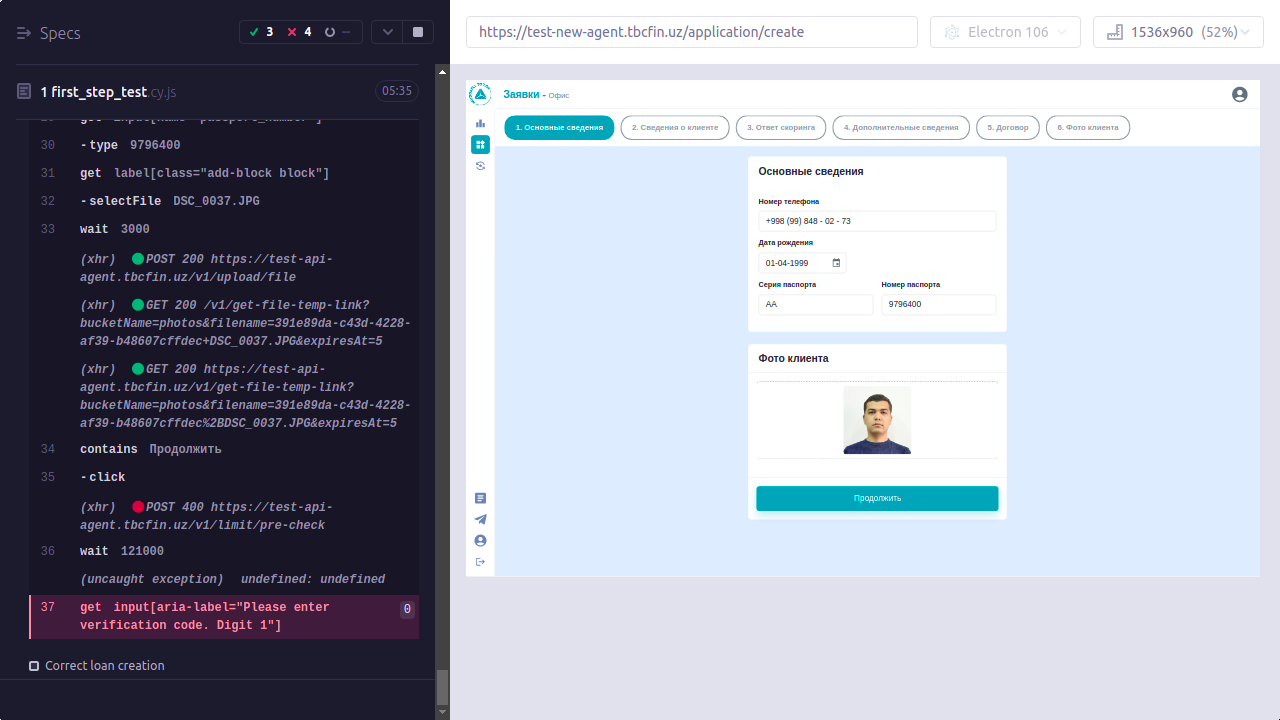 Specs
3
4
--
1 first_step_test.cy.js
05:35
30 -type 9796400
31 get label[class="add-block block"]
32 -selectFile DSC_0037.JPG
33 wait 3000
(xhr) POST 200 https://test-api-
agent.tbcfin.uz/v1/upload/file
(xhr) GET 200 /v1/get-file-temp-link?
bucketName=photos&filename=391e89da-c43d-4228-
af39-b48607cffdec+DSC_0037.JPG&expiresAt=5
(xhr) GET 200 https://test-api-
agent.tbcfin.uz/v1/get-file-temp-link?
bucketName=photos&filename=391e89da-c43d-4228-
af39-b48607cffdec%2BDSC_0037.JPG&expiresAt=5
34 contains Продолжить
35 -click
(xhr) POST 400 https://test-api-
agent.tbcfin.uz/v1/limit/pre-check
36 wait 121000
(uncaught exception) undefined: undefined
37 get input[aria-label="Please enter 0
verification code. Digit 1"]
Correct loan creation
https://test-new-agent.tbcfin.uz/application/create
Electron 106
1536x960 (52%)
Заявки - Офис
1. Основные сведения
2. Сведения о клиенте
3. Ответ скоринга
4. Дополнительные сведения
5. Договор
6. Фото клиента
Основные сведения
Номер телефона
+998 (99) 848 - 02 - 73
Дата рождения
01-04-1999
Серия паспорта Номер паспорта
AA 9796400
Фото клиента
Продолжить